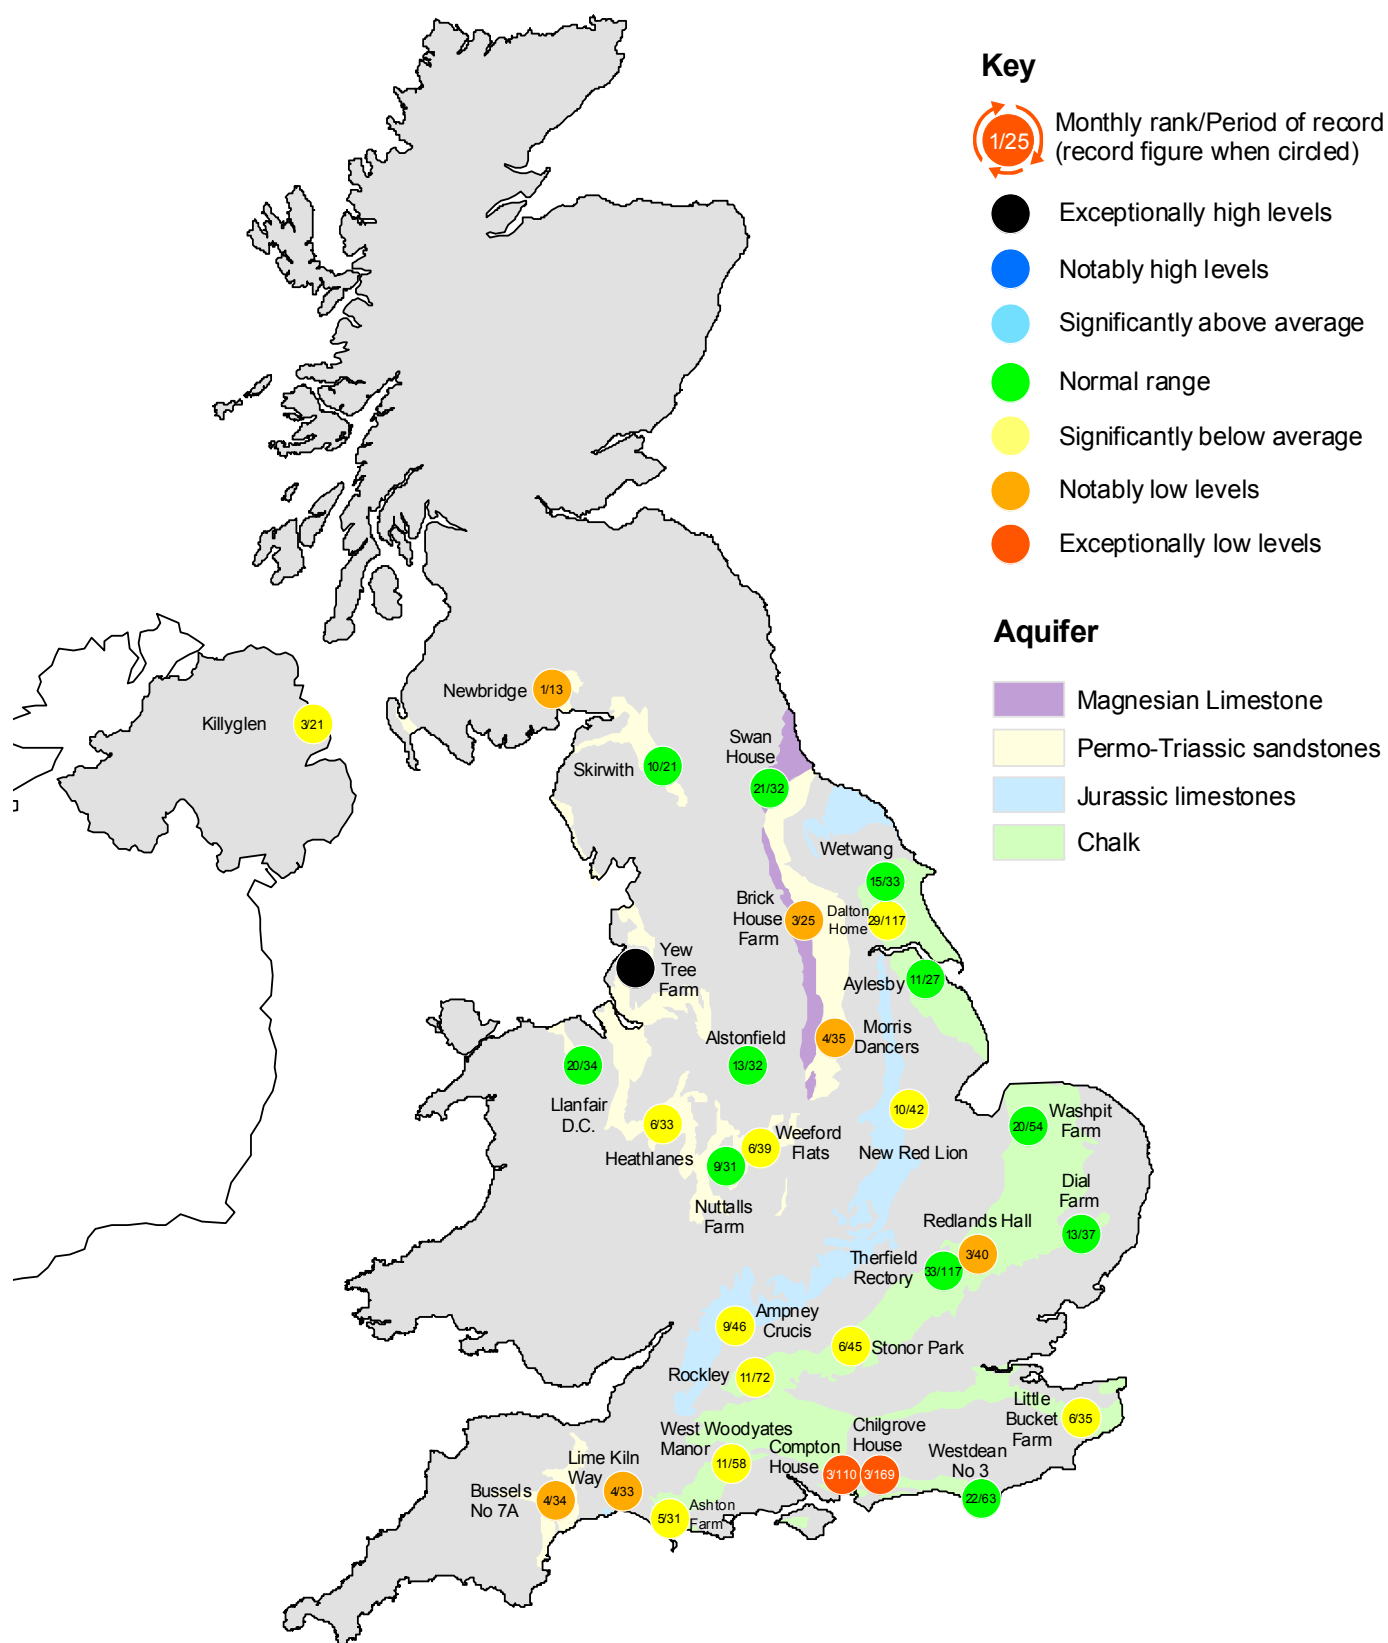 Key
1/25
Monthly rank/Period of record
(record figure when circled)
Exceptionally high levels
Notably high levels
Significantly above average
Normal range
Significantly below average
Notably low levels
Exceptionally low levels
Aquifer
Magnesian Limestone
Permo-Triassic sandstones
Jurassic limestones
Chalk
Newbridge
1/13
Killyglen
3/21
Skirwith
10/21
Swan
House
21/32
Wetwang
15/33
Brick
House
Farm
3/25
Dalton
Home
29/117
Yew
Tree
Farm
Aylesby
11/27
Morris
Dancers
4/35
Alstonfield
13/32
Llanfair
D.C.
20/34
Heathlanes
6/33
Weeford
Flats
6/39
Nuttalls
Farm
9/31
New Red Lion
10/42
Washpit
Farm
20/54
Dial
Farm
13/37
Redlands Hall
3/40
Therfield
Rectory
33/117
Ampney
Crucis
9/46
Stonor Park
6/45
Rockley
11/72
Little
Bucket
Farm
6/35
West Woodyates
Manor
11/58
Compton
House
3/110
Chilgrove
House
3/169
Westdean
No 3
22/63
Lime Kiln
Way
4/33
Bussels
No 7A
4/34
Ashton
Farm
5/31